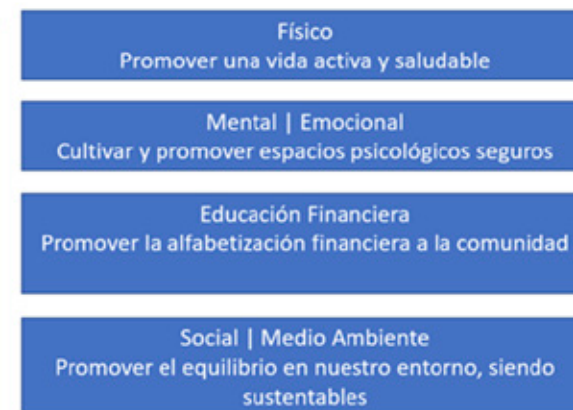 Físico
Promover una vida activa y saludable
Mental | Emocional
Cultivar y promover espacios psicológicos seguros
Educación Financiera
Promover la alfabetización financiera a la comunidad
Social | Medio Ambiente
Promover el equilibrio en nuestro entorno, siendo
sustentables